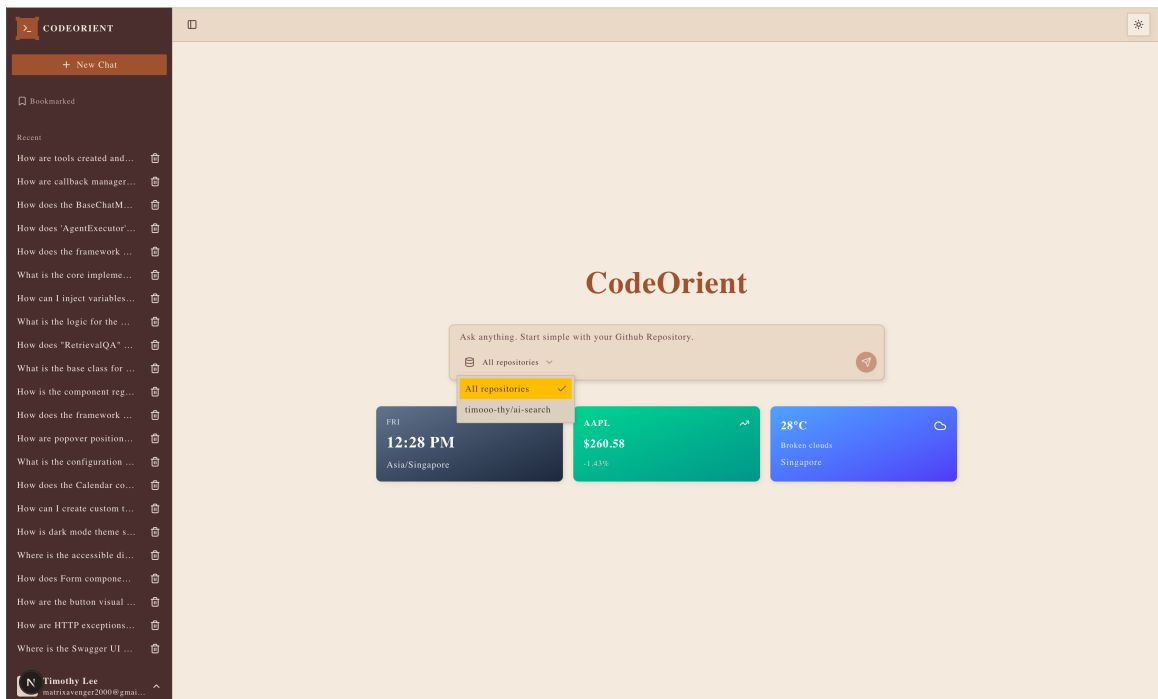 CODEORIENT
+ New Chat
Bookmarked
Recent
How are tools created and...
How are callback manager...
How does the BaseChatM...
How does 'AgentExecutor'...
How does the framework ...
What is the core impleme...
How can I inject variables...
What is the logic for the ...
How does "RetrievalQA" ...
What is the base class for ...
How is the component reg...
How does the framework ...
How are popover position...
What is the configuration ...
How does the Calendar co...
How can I create custom t...
How is dark mode theme s...
Where is the accessible di...
How does Form compone...
How are the button visual ...
How are HTTP exceptions...
Where is the Swagger UI ...
N
Timothy Lee
matrixavenger2000@gmai...
CodeOrient
Ask anything. Start simple with your Github Repository.
All repositories
All repositories
timooo-thy/ai-search
FRI
12:28 PM
Asia/Singapore
AAPL
$260.58
-1.43%
28°C
Broken clouds
Singapore